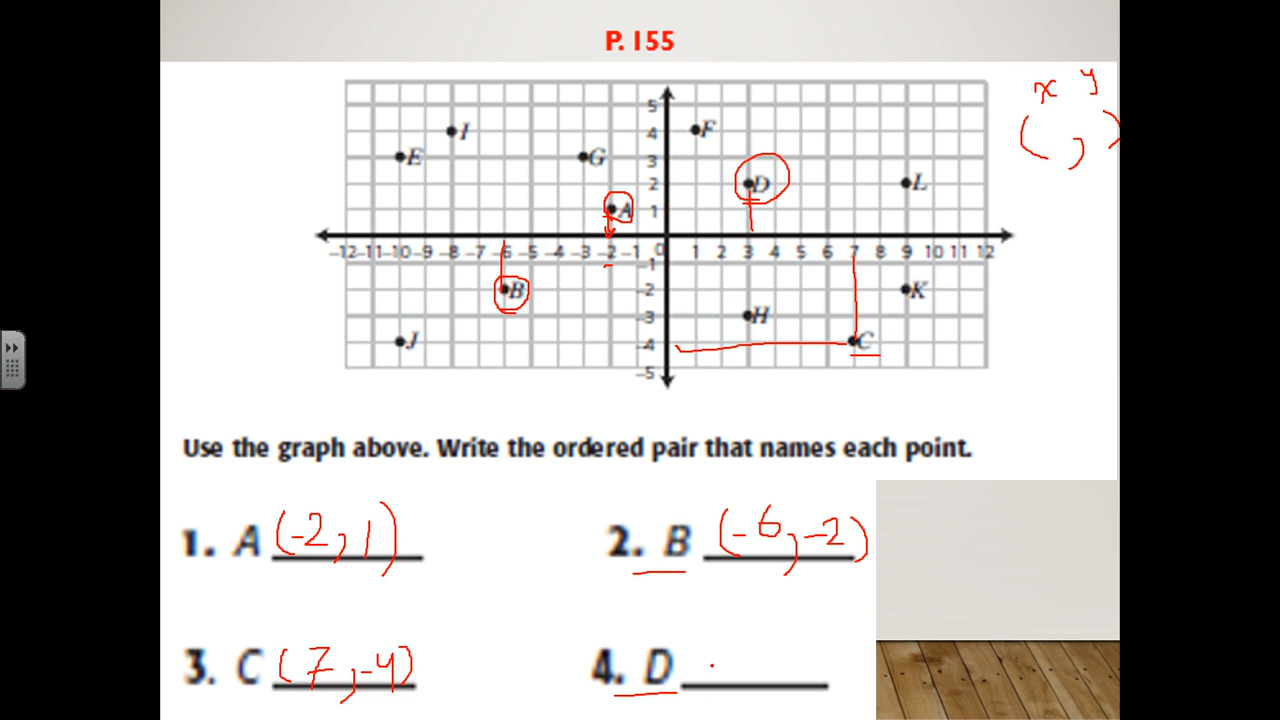 P. 155
x y
( , )
5
I 4 F
E G 3
2 D L
A 1
-12 -11 -10 -9 -8 -7 -6 -5 -4 -3 -2 -1 0 1 2 3 4 5 6 7 8 9 10 11 12
-1
B -2 K
-3 H
J -4 C
-5
Use the graph above. Write the ordered pair that names each point.
1. A (-2, 1)
2. B (-6, -2)
3. C (7, -4)
4. D